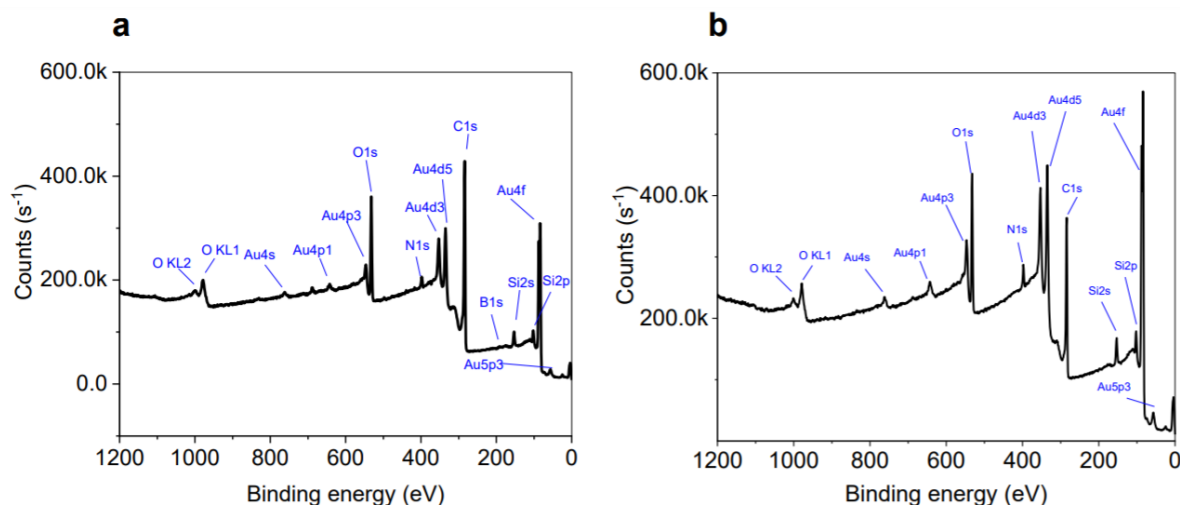 a
600.0k
400.0k
200.0k
0.0
Counts (s⁻¹)
O KL2
O KL1
Au4s
Au4p1
Au4p3
O1s
N1s
Au4d3
Au4d5
C1s
B1s
Si2s
Au4f
Si2p
Au5p3
1200 1000 800 600 400 200 0
Binding energy (eV)
b
600.0k
400.0k
200.0k
Counts (s⁻¹)
O KL2
O KL1
Au4s
Au4p1
Au4p3
O1s
N1s
Au4d3
Au4d5
C1s
Si2s
Si2p
Au4f
Au5p3
1200 1000 800 600 400 200 0
Binding energy (eV)